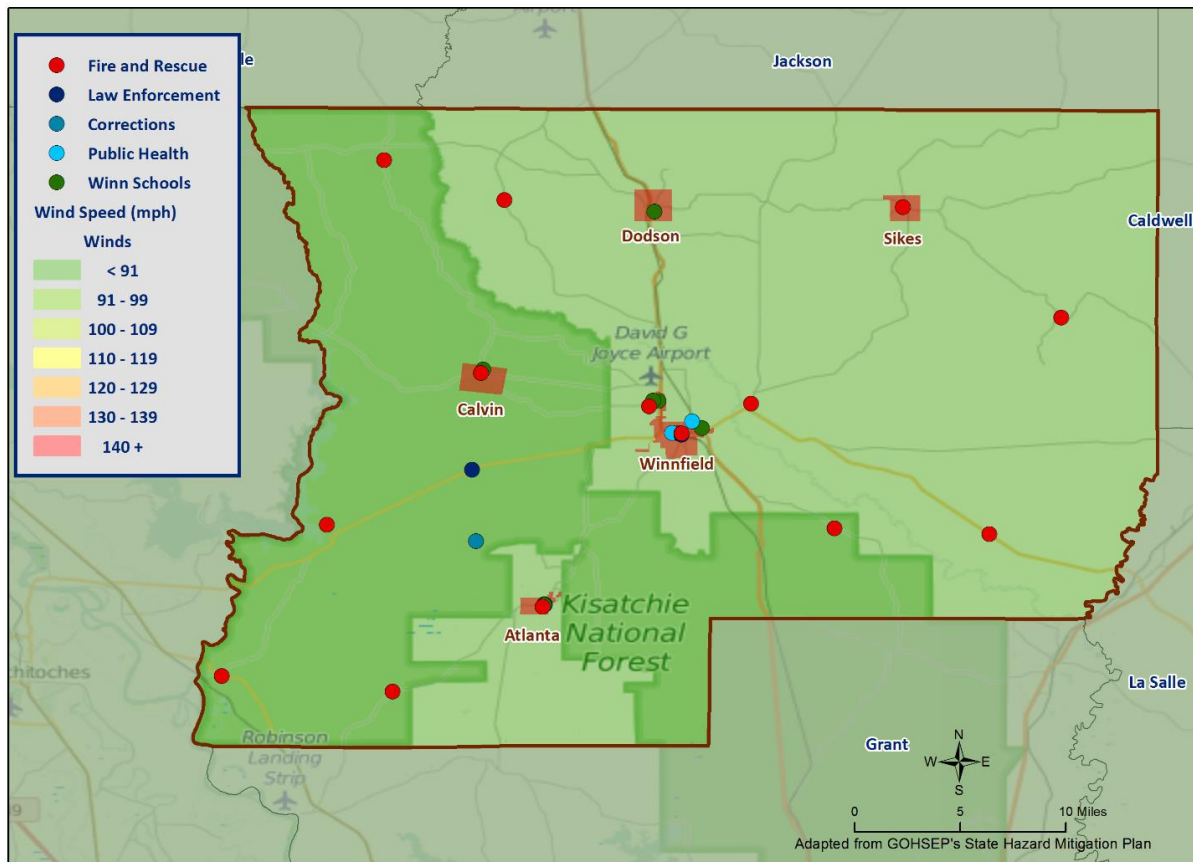 Airport
Jackson
de
Fire and Rescue
Law Enforcement
Corrections
Public Health
Winn Schools
Wind Speed (mph)
Winds
< 91
91 - 99
100 - 109
110 - 119
120 - 129
130 - 139
140 +
Dodson
Sikes
Caldwell
David G
Joyce Airport
Calvin
Winnfield
Atlanta
Kisatchie
National
Forest
chitoches
La Salle
Robinson
Landing
Strip
Grant
N
W
E
S
0
5
10 Miles
Adapted from GOHSEP's State Hazard Mitigation Plan